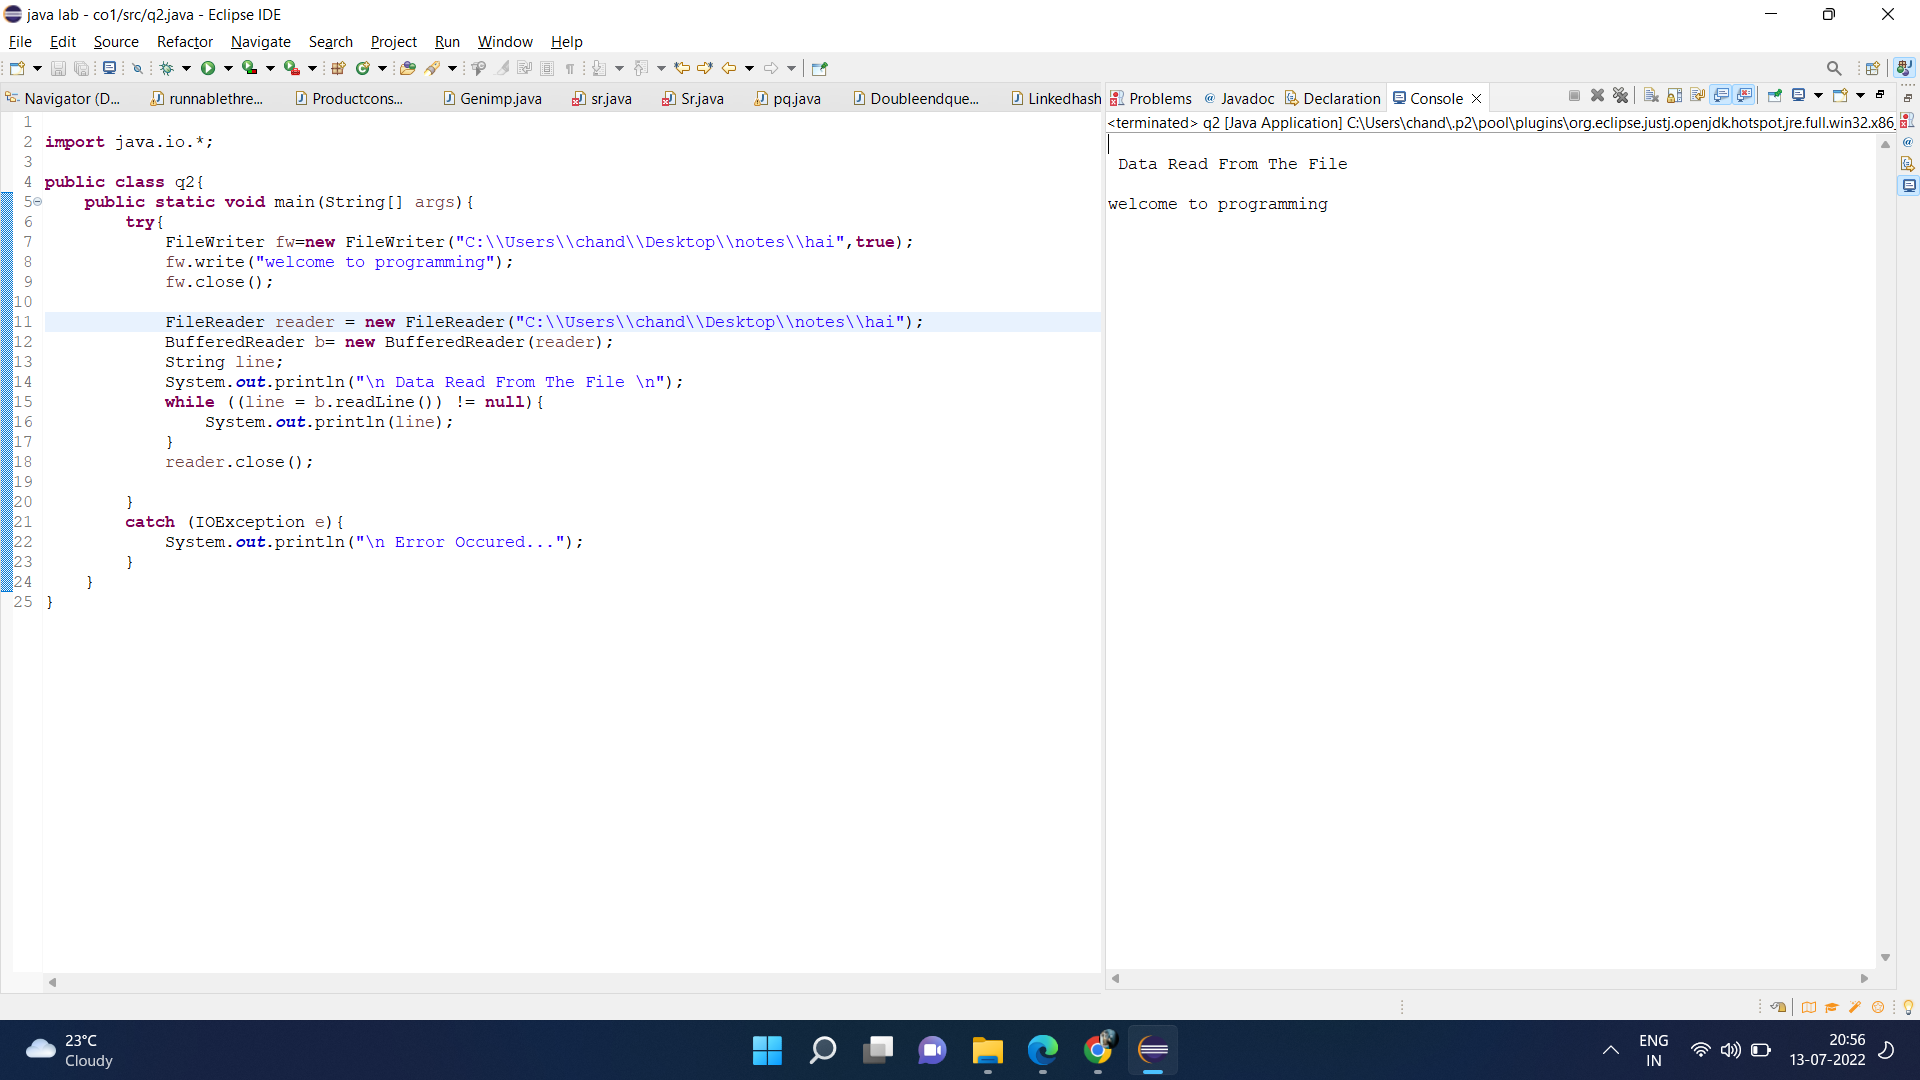 java lab - co1/src/q2.java - Eclipse IDE
File Edit Source Refactor Navigate Search Project Run Window Help
Navigator (D... runnablethre... Productcons... Genimp.java sr.java Sr.java pq.java Doubleendque... Linkedhash
Problems @ Javadoc Declaration Console
<terminated> q2 [Java Application] C:\Users\chand\.p2\pool\plugins\org.eclipse.justj.openjdk.hotspot.jre.full.win32.x86_
1
2 import java.io.*;
3
4 public class q2{
5 public static void main(String[] args){
6 try{
7 FileWriter fw=new FileWriter("C:\\Users\\chand\\Desktop\\notes\\hai",true);
8 fw.write("welcome to programming");
9 fw.close();
10
11 FileReader reader = new FileReader("C:\\Users\\chand\\Desktop\\notes\\hai");
12 BufferedReader b= new BufferedReader(reader);
13 String line;
14 System.out.println("\n Data Read From The File \n");
15 while ((line = b.readLine()) != null){
16 System.out.println(line);
17 }
18 reader.close();
19
20 }
21 catch (IOException e){
22 System.out.println("\n Error Occured...");
23 }
24 }
25 }
Data Read From The File
welcome to programming
23°C
Cloudy
ENG
IN
20:56
13-07-2022